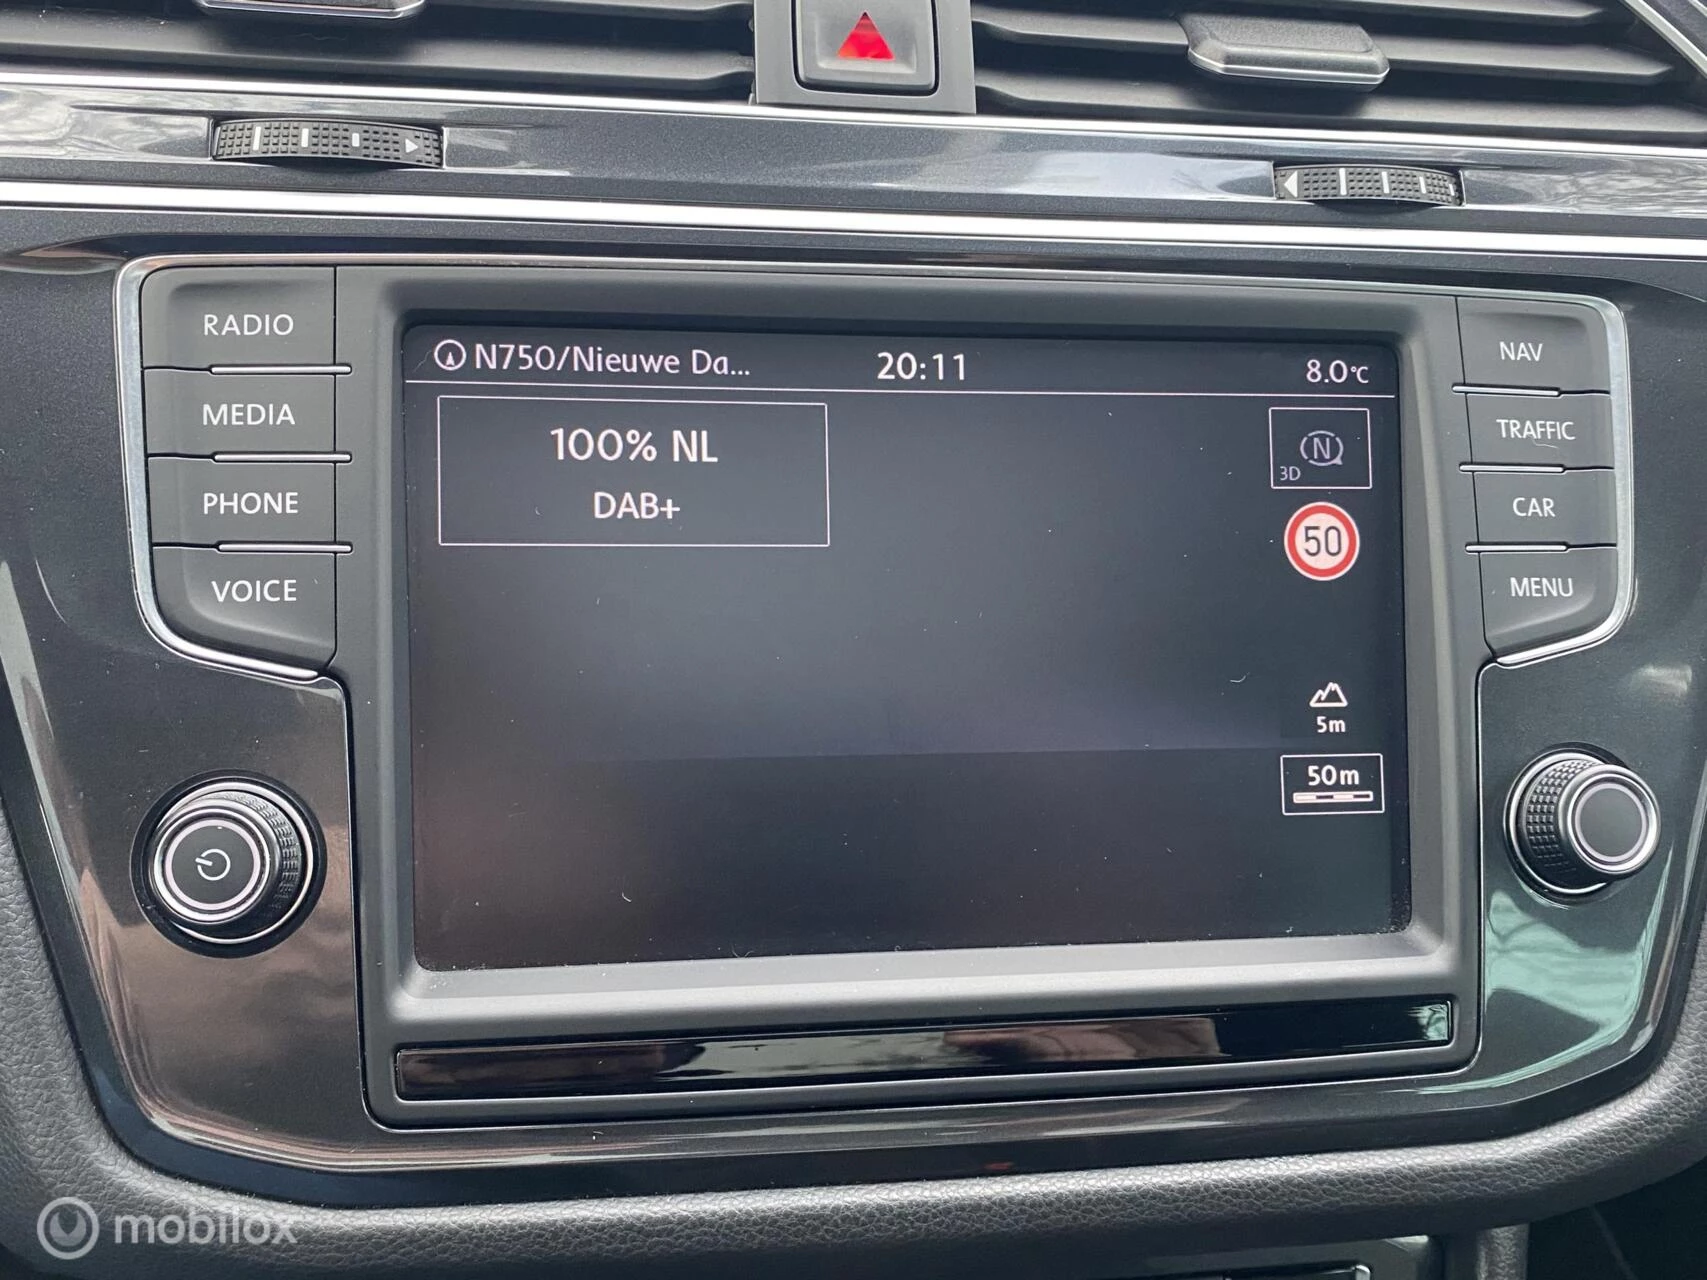 RADIO
MEDIA
PHONE
VOICE
N750/Nieuwe Da...
20:11
8.0°C
100% NL
DAB+
N
3D
50
5m
50m
NAV
TRAFFIC
CAR
MENU
mobilox